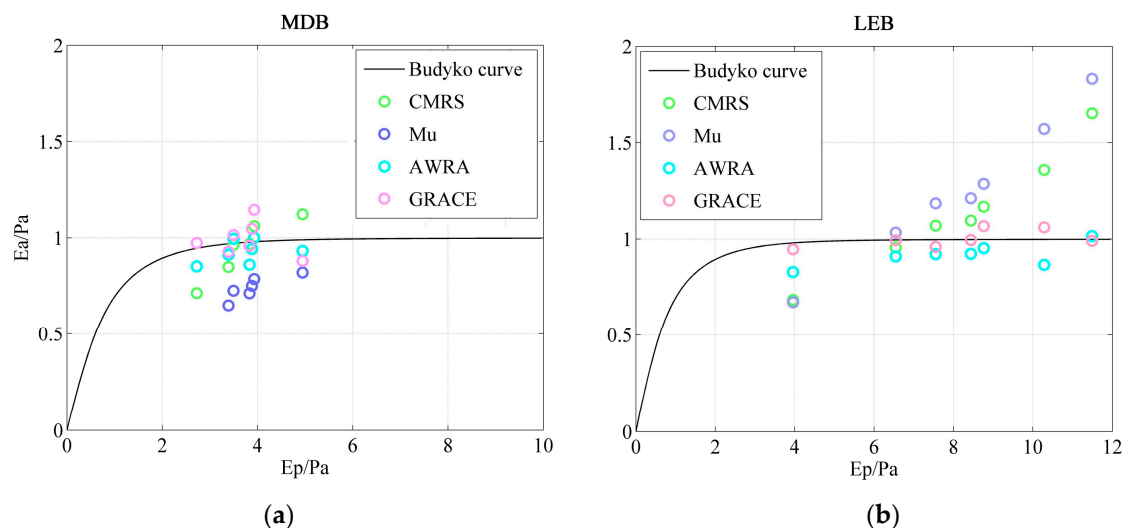 MDB
2
1.5
1
0.5
0
Ea/Pa
0 2 4 6 8 10
Ep/Pa
Budyko curve
CMRS
Mu
AWRA
GRACE
(a)
LEB
2
1.5
1
0.5
0
0 2 4 6 8 10 12
Ep/Pa
Budyko curve
CMRS
Mu
AWRA
GRACE
(b)